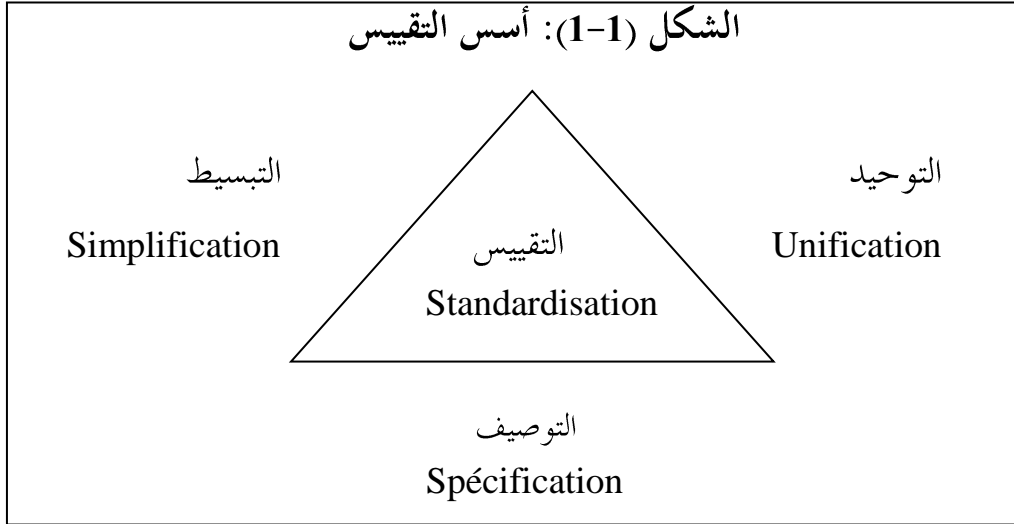 الشكل (1-1): أسس التقييس
التوحيد
Unification
التبسيط
Simplification
التقييس
Standardisation
التوصيف
Spécification